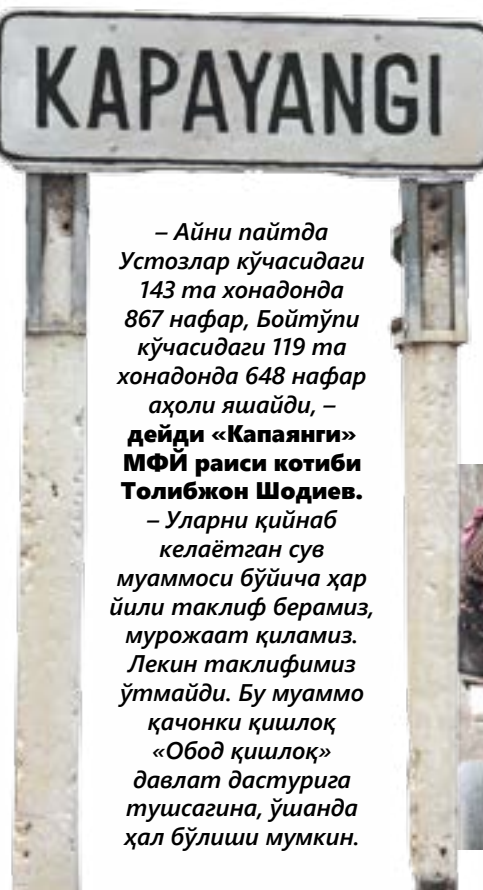 KAPAYANGI
– Айни пайтда
Устозлар кўчасидаги
143 та хонадонда
867 нафар, Бойтўпи
кўчасидаги 119 та
хонадонда 648 нафар
аҳоли яшайди, –
дейди «Капаянги»
МФЙ раиси котиби
Толибжон Шодиев.
– Уларни қийнаб
келаётган сув
муаммоси бўйича ҳар
йили таклиф берамиз,
мурожаат қиламиз.
Лекин таклифимиз
ўтмайди. Бу муаммо
қачонки қишлоқ
«Обод қишлоқ»
давлат дастурига
тушсагина, ўшанда
ҳал бўлиши мумкин.